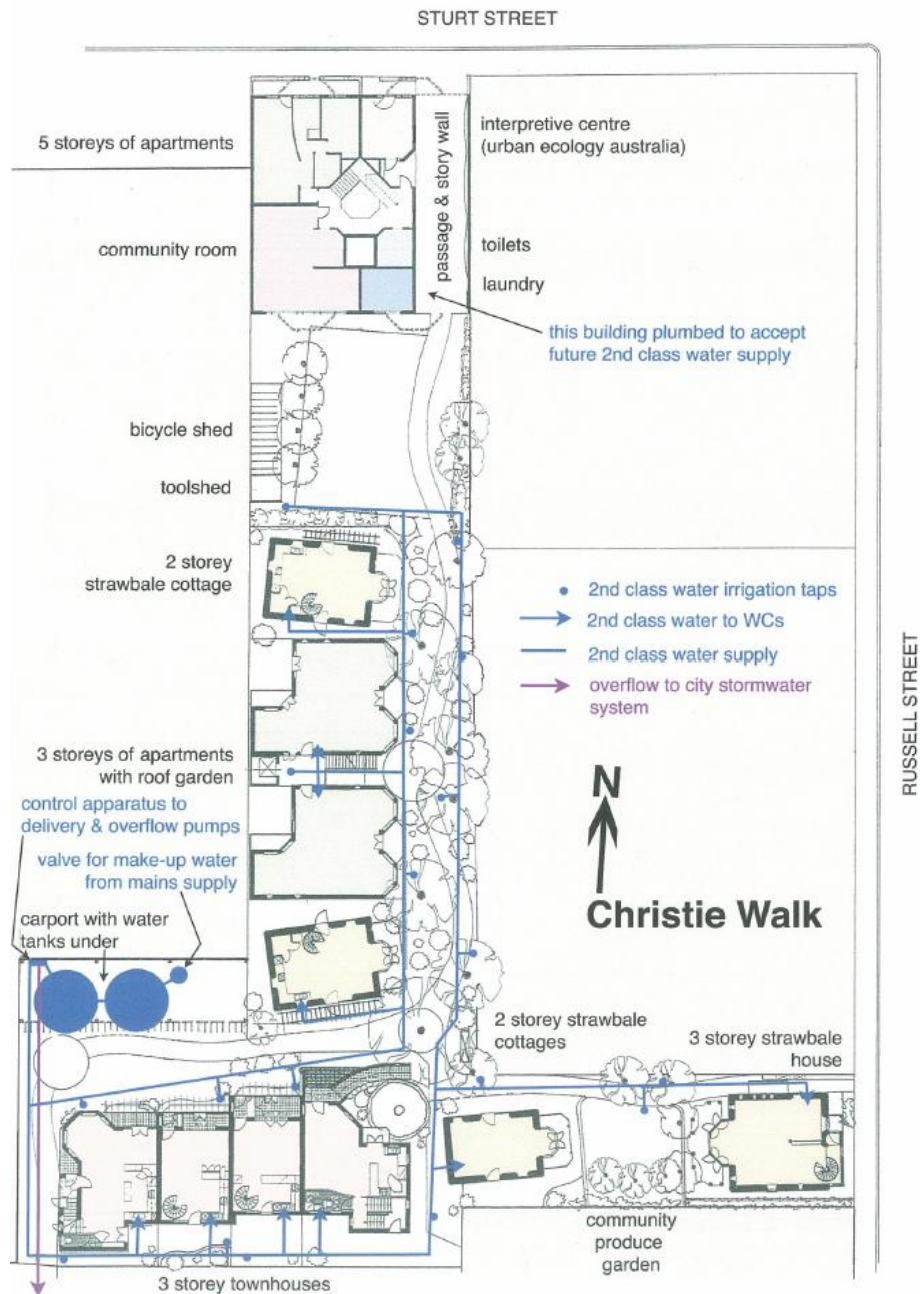 STURT STREET
5 storeys of apartments
interpretive centre
(urban ecology australia)
passage & story wall
community room
toilets
laundry
this building plumbed to accept
future 2nd class water supply
bicycle shed
toolshed
2 storey
strawbale cottage
2nd class water irrigation taps
2nd class water to WCs
2nd class water supply
overflow to city stormwater
system
RUSSELL STREET
3 storeys of apartments
with roof garden
control apparatus to
delivery & overflow pumps
valve for make-up water
from mains supply
carport with water
tanks under
N
Christie Walk
2 storey strawbale
cottages
3 storey strawbale
house
community
produce
garden
3 storey townhouses